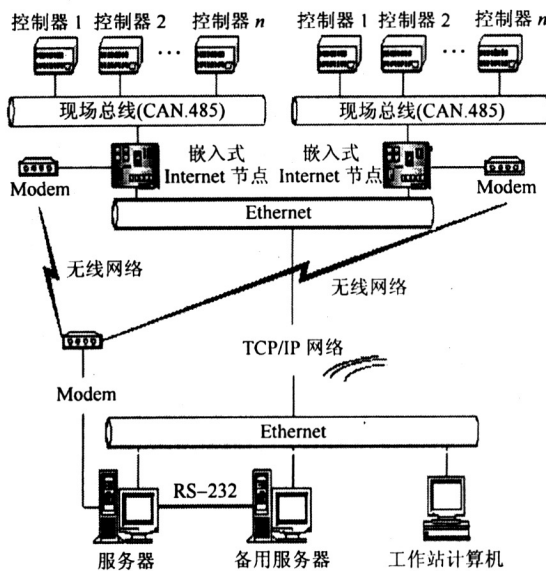 控制器 1 控制器 2 … 控制器 n
控制器 1 控制器 2 … 控制器 n
现场总线(CAN.485)
现场总线(CAN.485)
嵌入式
Internet 节点
嵌入式
Internet 节点
Modem
Modem
Ethernet
无线网络
无线网络
TCP/IP 网络
Modem
Ethernet
RS-232
服务器
备用服务器
工作站计算机